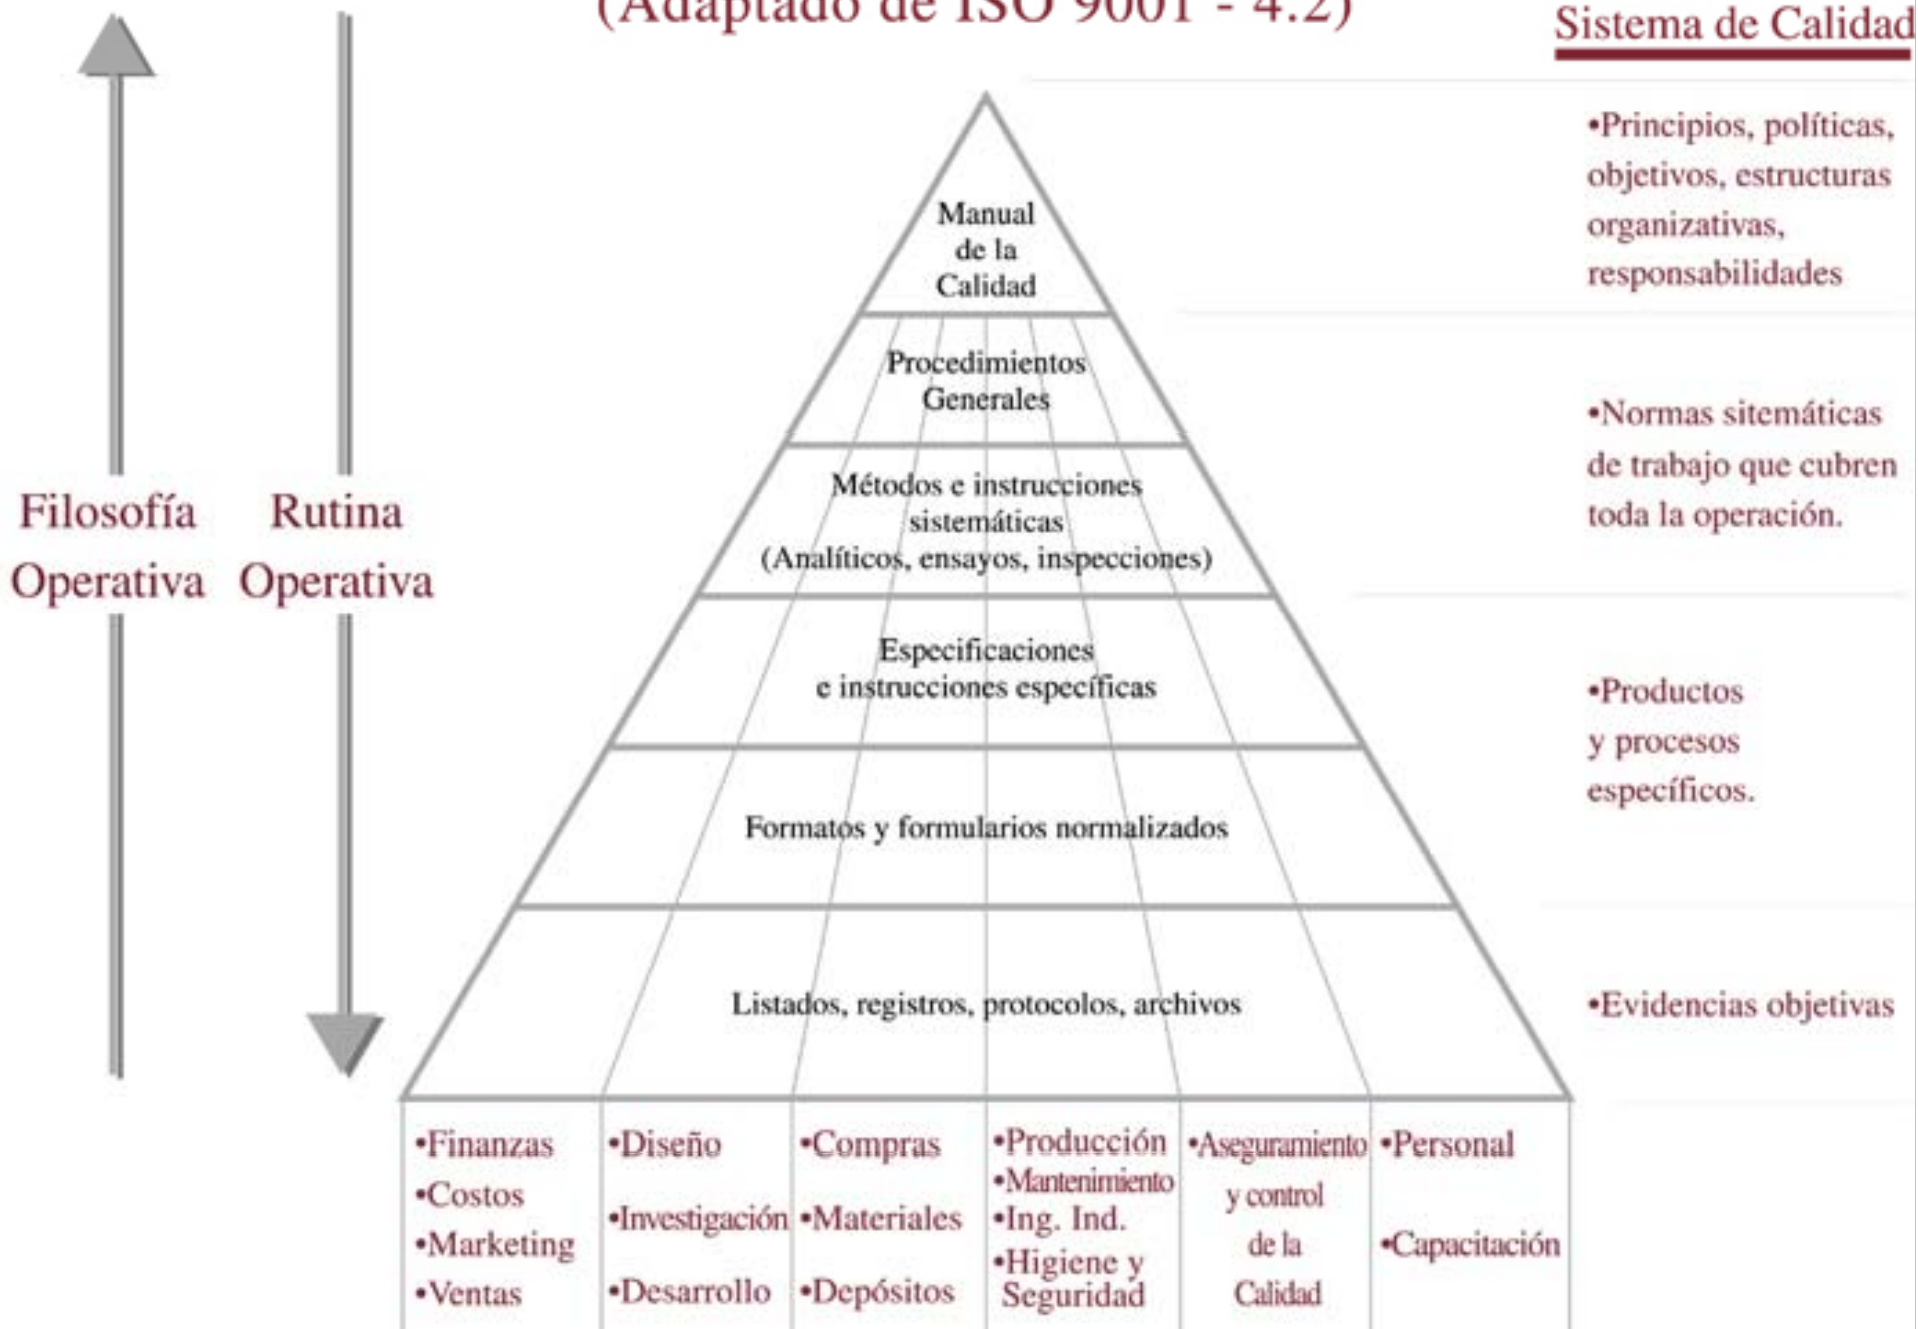 (Adaptado de ISO 9001 - 4.2)
Sistema de Calidad
•Principios, políticas,
objetivos, estructuras
organizativas,
responsabilidades
Manual
de la
Calidad
Procedimientos
Generales
•Normas sitemáticas
de trabajo que cubren
toda la operación.
Métodos e instrucciones
sistemáticas
(Analíticos, ensayos, inspecciones)
Filosofía
Operativa
Rutina
Operativa
Especificaciones
e instrucciones específicas
•Productos
y procesos
específicos.
Formatos y formularios normalizados
Listados, registros, protocolos, archivos
•Evidencias objetivas
•Finanzas
•Costos
•Marketing
•Ventas
•Diseño
•Investigación
•Desarrollo
•Compras
•Materiales
•Depósitos
•Producción
•Mantenimiento
•Ing. Ind.
•Higiene y
Seguridad
•Aseguramiento
y control
de la
Calidad
•Personal
•Capacitación